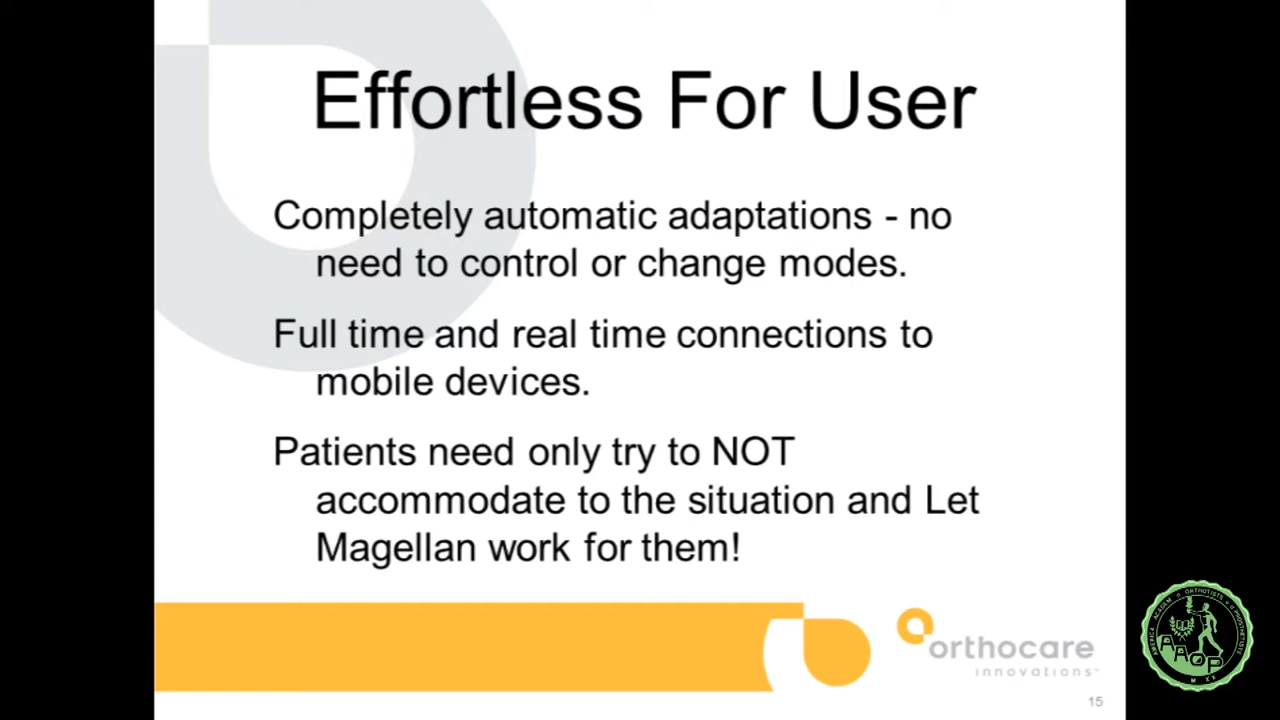 Effortless For User
Completely automatic adaptations - no
need to control or change modes.
Full time and real time connections to
mobile devices.
Patients need only try to NOT
accommodate to the situation and Let
Magellan work for them!
orthocare
innovations™
15
AAOP